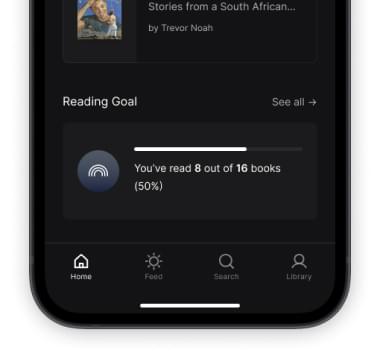 Stories from a South African...
by Trevor Noah
Reading Goal
See all →
You've read 8 out of 16 books
(50%)
Home
Feed
Search
Library